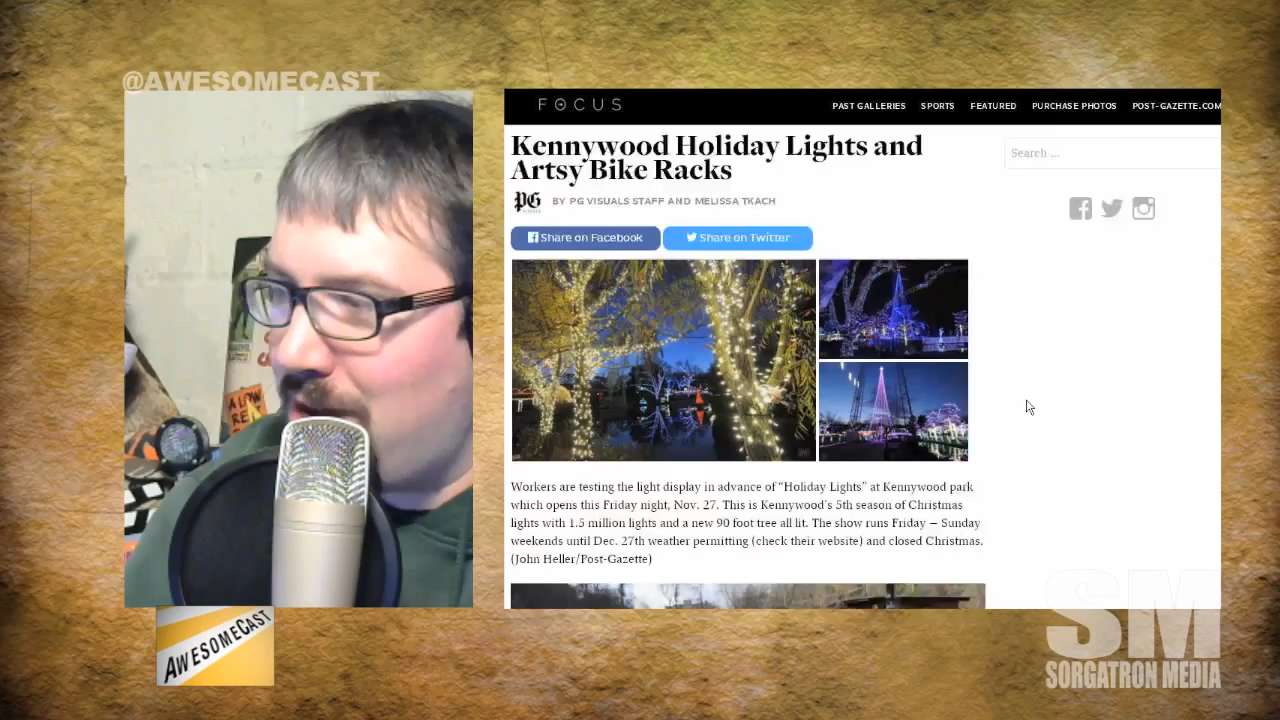 @AWESOMECAST
FOCUS
PAST GALLERIES SPORTS FEATURED PURCHASE PHOTOS POST-GAZETTE.COM
Kennywood Holiday Lights and
Artsy Bike Racks
Search ...
PG
BY PG VISUALS STAFF AND MELISSA TKACH
Share on Facebook
Share on Twitter
Workers are testing the light display in advance of “Holiday Lights” at Kennywood park
which opens this Friday night, Nov. 27. This is Kennywood’s 5th season of Christmas
lights with 1.5 million lights and a new 90 foot tree all lit. The show runs Friday – Sunday
weekends until Dec. 27th weather permitting (check their website) and closed Christmas.
(John Heller/Post-Gazette)
AWESOMECAST
SM
SORGATRON MEDIA